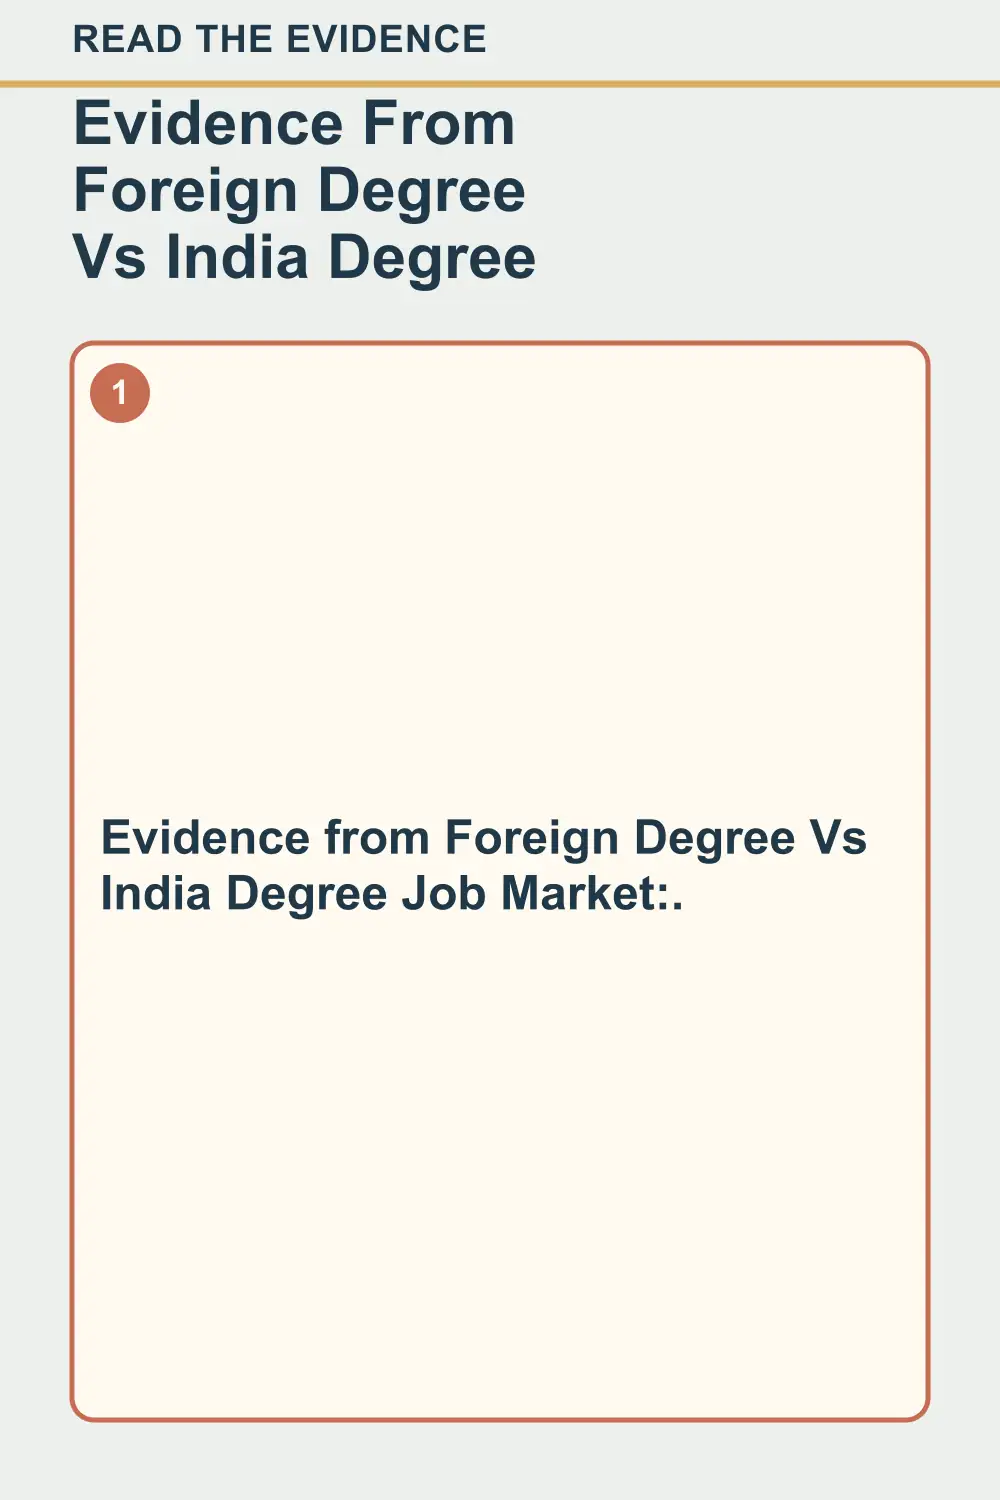 READ THE EVIDENCE
Evidence From
Foreign Degree
Vs India Degree
1
Evidence from Foreign Degree Vs
India Degree Job Market:.